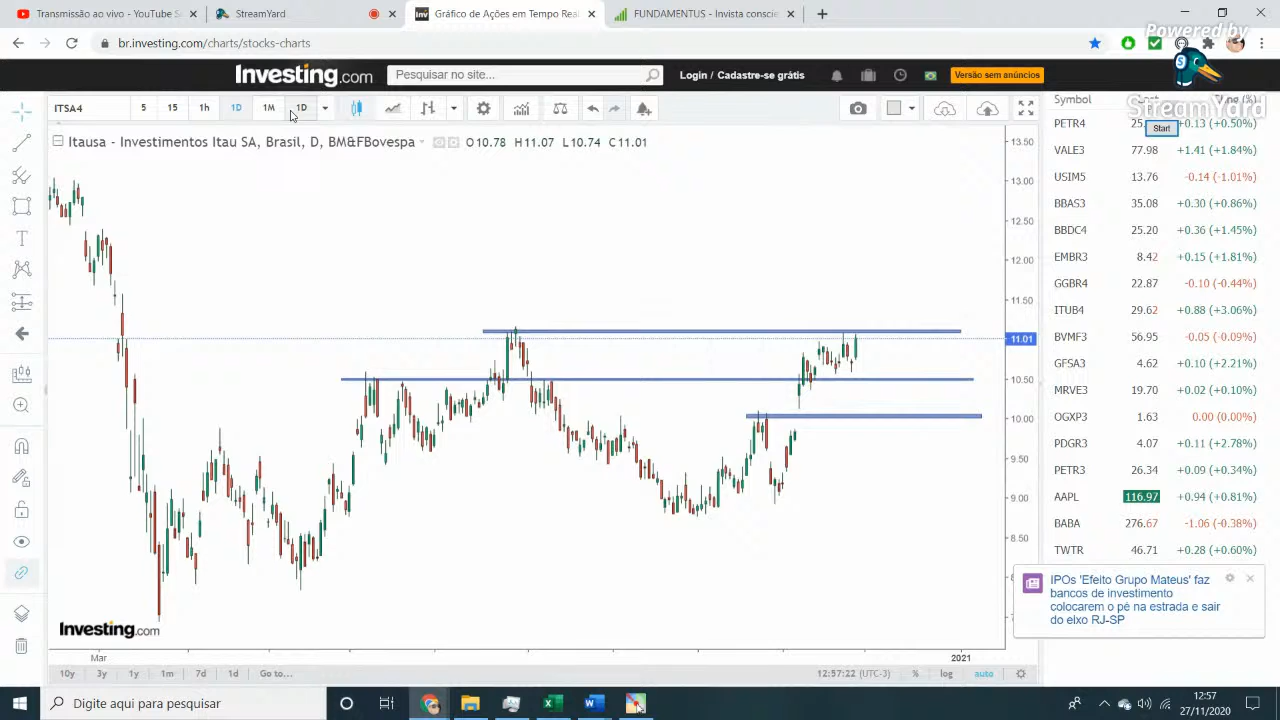 Transmissão ao vivo - YouTube S
StreamYard
Gráfico de Ações em Tempo Rea
FUNDAMENTUS - Invista conscie
br.investing.com/charts/stocks-charts
Powered by
StreamYard
Investing.com
Pesquisar no site...
Login / Cadastre-se grátis
Versão sem anúncios
ITSA4
5
15
1h
1D
1M
1D
Itausa - Investimentos Itau SA, Brasil, D, BM&FBovespa
O10.78 H11.07 L10.74 C11.01
13.50
13.00
12.50
12.00
11.50
11.01
10.50
10.00
9.50
9.00
8.50
Symbol
Start
PETR4 +0.13 (+0.50%)
VALE3 77.98 +1.41 (+1.84%)
USIM5 13.76 -0.14 (-1.01%)
BBAS3 35.08 +0.30 (+0.86%)
BBDC4 25.20 +0.36 (+1.45%)
EMBR3 8.42 +0.15 (+1.81%)
GGBR4 22.87 -0.10 (-0.44%)
ITUB4 29.62 +0.88 (+3.06%)
BVMF3 56.95 -0.05 (-0.09%)
GFSA3 4.62 +0.10 (+2.21%)
MRVE3 19.70 +0.02 (+0.10%)
OGXP3 1.63 0.00 (0.00%)
PDGR3 4.07 +0.11 (+2.78%)
PETR3 26.34 +0.09 (+0.34%)
AAPL 116.97 +0.94 (+0.81%)
BABA 276.67 -1.06 (-0.38%)
TWTR 46.71 +0.28 (+0.60%)
IPOs 'Efeito Grupo Mateus' faz
bancos de investimento
colocarem o pé na estrada e sair
do eixo RJ-SP
Investing.com
Mar
2021
10y
3y
1y
1m
7d
1d
Go to...
12:57:22 (UTC-3)
%
log
auto
Digite aqui para pesquisar
12:57
27/11/2020